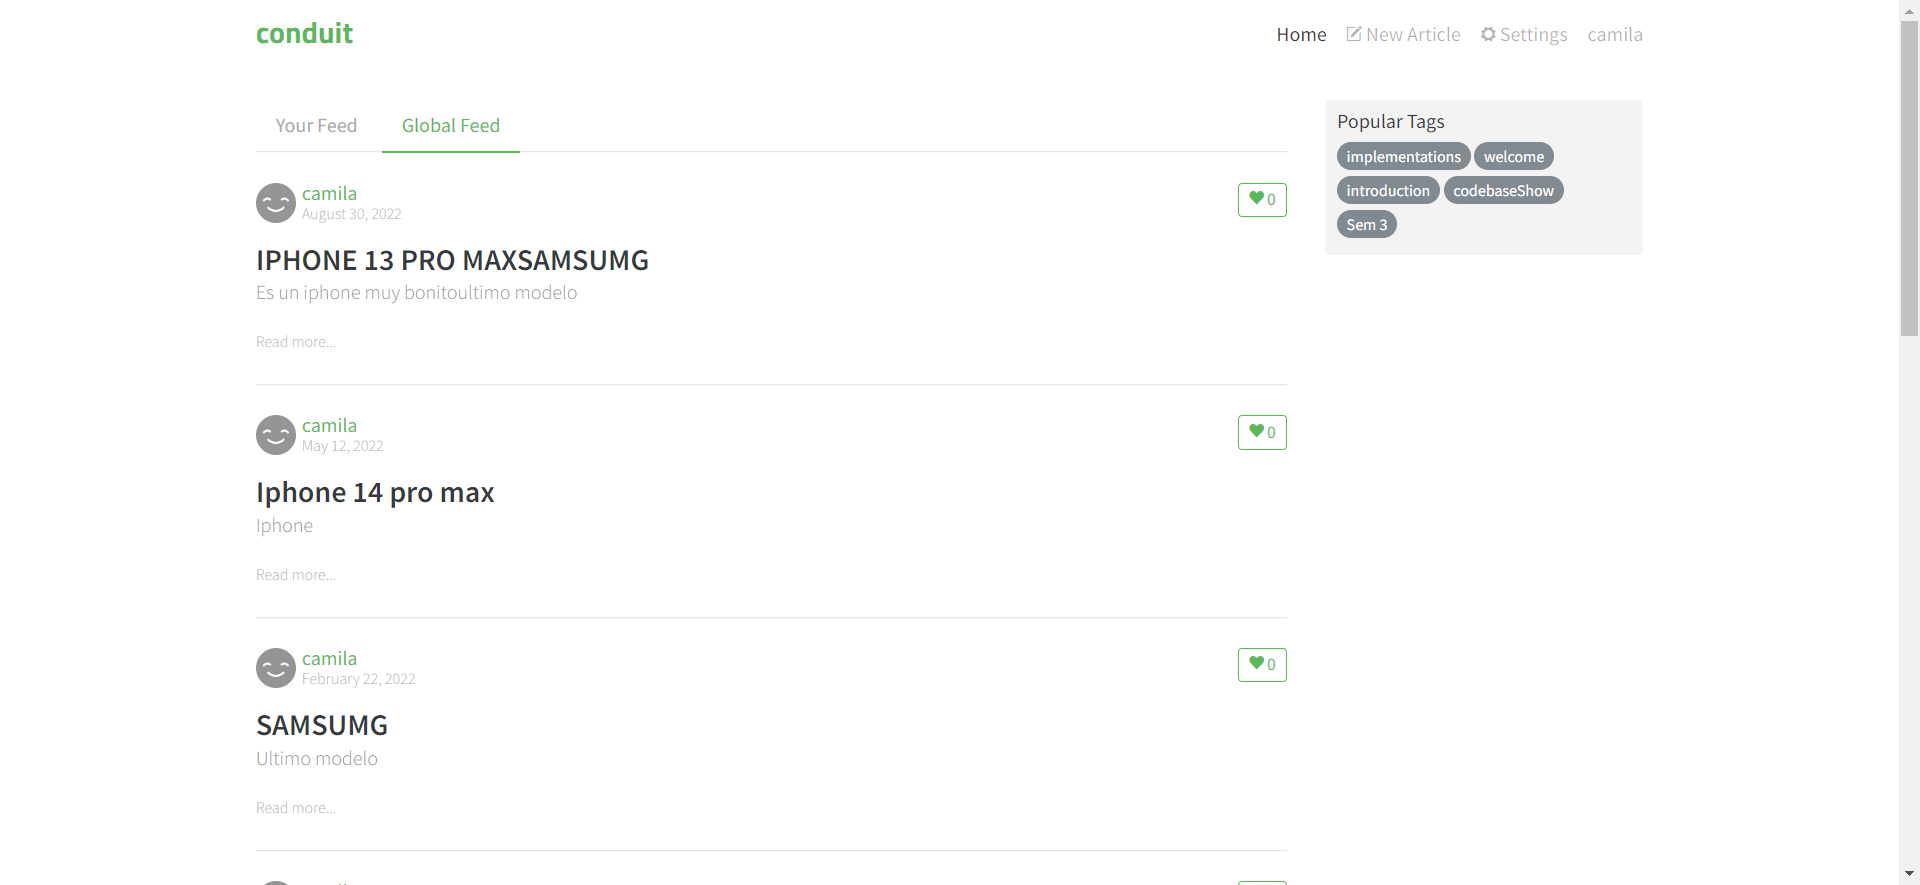 conduit
Home New Article Settings camila
Your Feed Global Feed
Popular Tags
implementations welcome
introduction codebaseShow
Sem 3
camila
August 30, 2022
0
IPHONE 13 PRO MAXSAMSUMG
Es un iphone muy bonitoultimo modelo
Read more...
camila
May 12, 2022
0
Iphone 14 pro max
Iphone
Read more...
camila
February 22, 2022
0
SAMSUMG
Ultimo modelo
Read more...